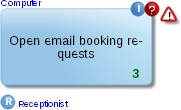 Computer
I ?
!
Open email booking re-
quests
3
R Receptionist